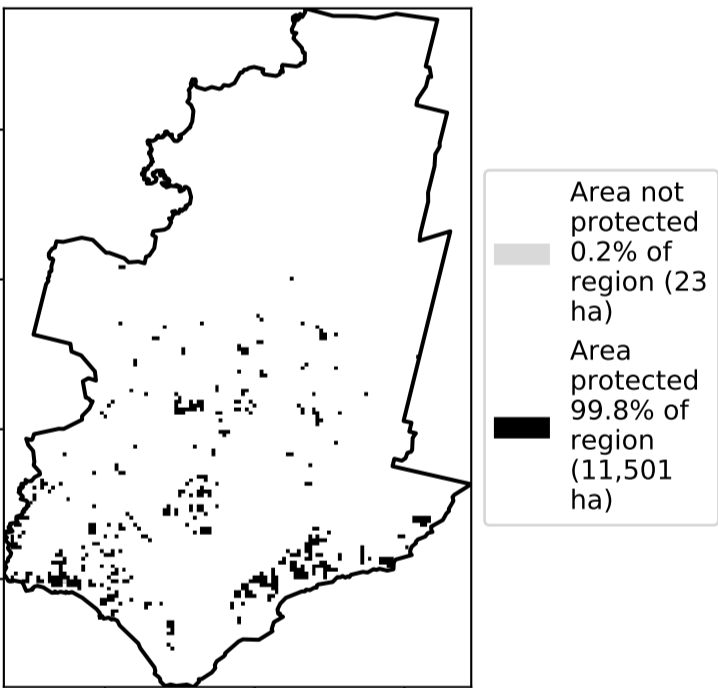 Area not
protected
0.2% of
region (23
ha)
Area
protected
99.8% of
region
(11,501
ha)